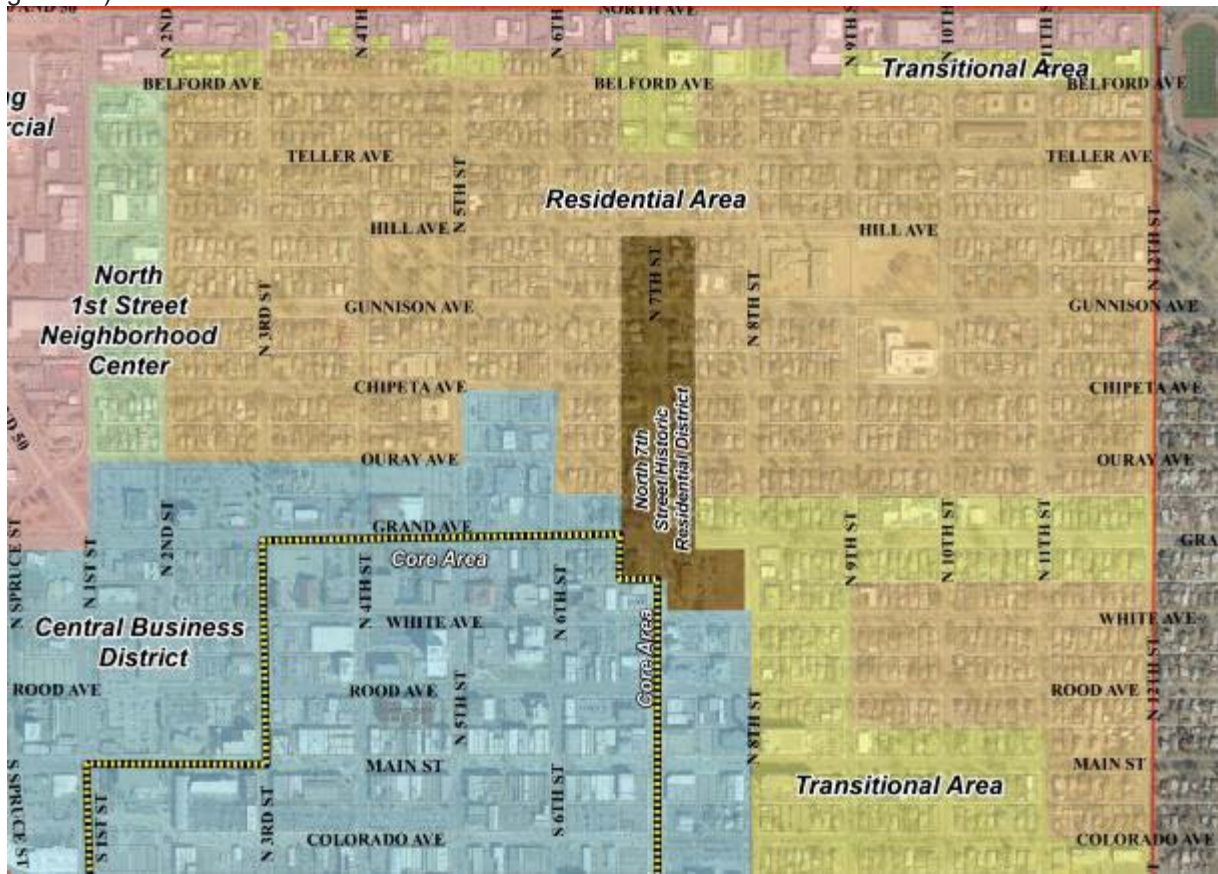 NORTH AVE
N 2ND
N 4TH
N 6TH
N 9TH
N 10TH
11TH
Transitional Area
BELFORD AVE
BELFORD AVE
BELFORD AVE
TELLER AVE
TELLER AVE
N 5TH ST
Residential Area
HILL AVE
HILL AVE
N 7TH ST
N 12TH ST
North
1st Street
Neighborhood
Center
N 3RD ST
GUNNISON AVE
N 8TH ST
GUNNISON AVE
CHIPETA AVE
CHIPETA AVE
North 7th
Street Historic
Residential District
OURAY AVE
OURAY AVE
GRAND AVE
Core Area
N SPRUCE ST
N 1ST ST
N 2ND ST
N 4TH ST
N 6TH ST
N 9TH ST
N 10TH ST
N 11TH ST
GRA
WHITE AVE
WHITE AVE
Central Business
District
Core Area
ROOD AVE
ROOD AVE
N 5TH ST
N 8TH ST
ROOD AVE
N 12TH ST
MAIN ST
MAIN ST
Transitional Area
S SPRUCE ST
S 1ST ST
N 3RD ST
S 6TH ST
COLORADO AVE
COLORADO AVE